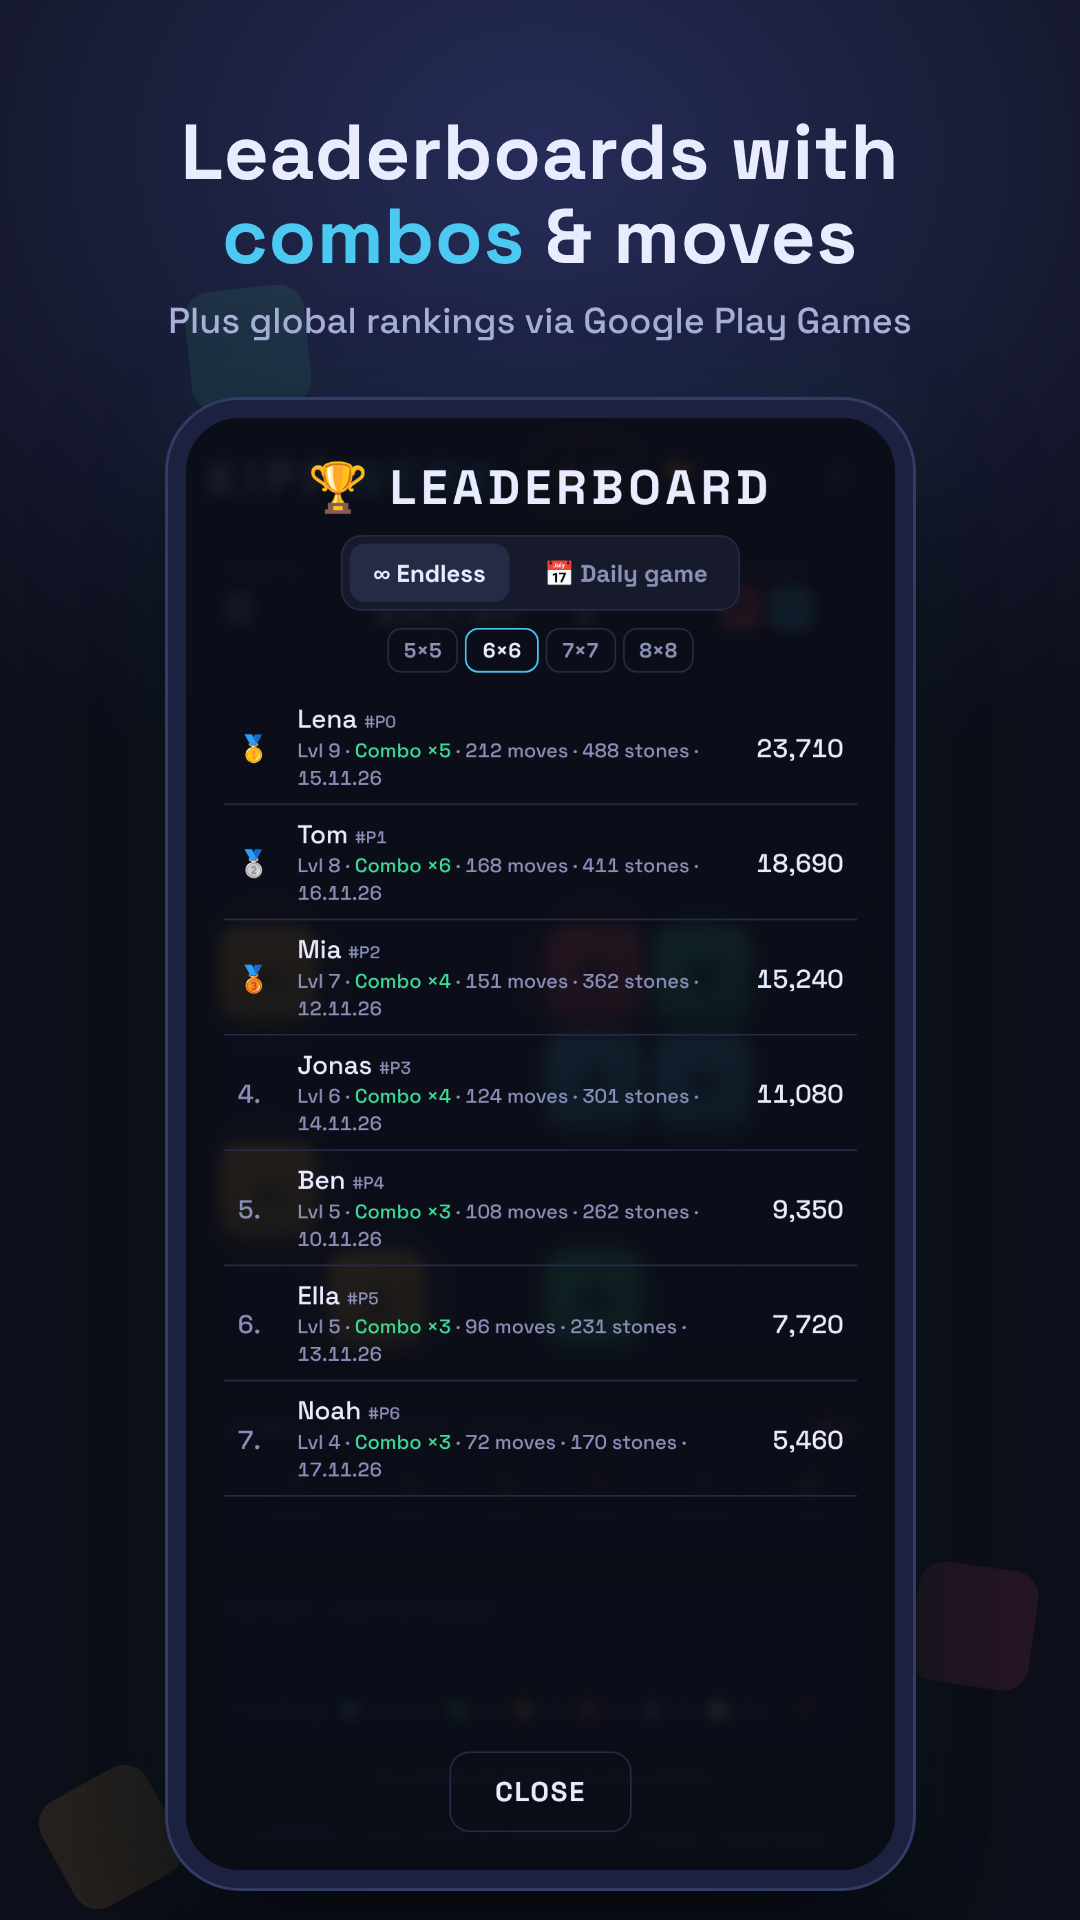 Leaderboards with
combos & moves
Plus global rankings via Google Play Games
🏆 LEADERBOARD
∞ Endless
📅 Daily game
5×5 6×6 7×7 8×8
Lena #P0
Lvl 9 · Combo ×5 · 212 moves · 488 stones ·
15.11.26
23,710
Tom #P1
Lvl 8 · Combo ×6 · 168 moves · 411 stones ·
16.11.26
18,690
Mia #P2
Lvl 7 · Combo ×4 · 151 moves · 362 stones ·
12.11.26
15,240
4.
Jonas #P3
Lvl 6 · Combo ×4 · 124 moves · 301 stones ·
14.11.26
11,080
5.
Ben #P4
Lvl 5 · Combo ×3 · 108 moves · 262 stones ·
10.11.26
9,350
6.
Ella #P5
Lvl 5 · Combo ×3 · 96 moves · 231 stones ·
13.11.26
7,720
7.
Noah #P6
Lvl 4 · Combo ×3 · 72 moves · 170 stones ·
17.11.26
5,460
CLOSE